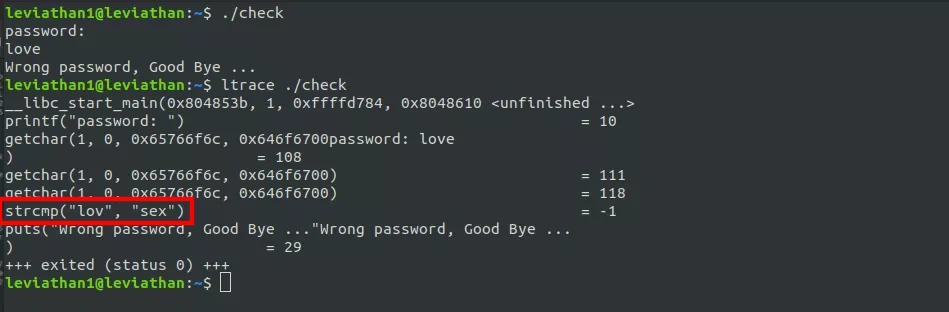 leviathan1@leviathan:~$ ./check
password:
love
Wrong password, Good Bye ...
leviathan1@leviathan:~$ ltrace ./check
__libc_start_main(0x804853b, 1, 0xffffd784, 0x8048610 <unfinished ...>
printf("password: ") = 10
getchar(1, 0, 0x65766f6c, 0x646f6700password: love
) = 108
getchar(1, 0, 0x65766f6c, 0x646f6700) = 111
getchar(1, 0, 0x65766f6c, 0x646f6700) = 118
strcmp("lov", "sex") = -1
puts("Wrong password, Good Bye ..."Wrong password, Good Bye ...
) = 29
+++ exited (status 0) +++
leviathan1@leviathan:~$